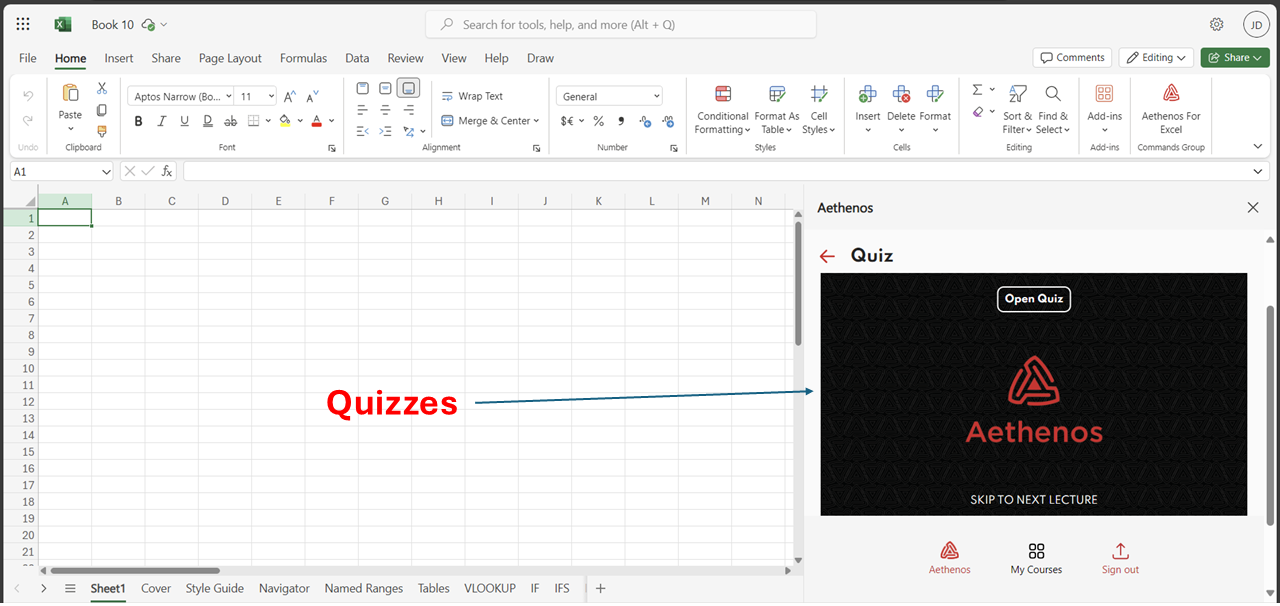 Book 10
Search for tools, help, and more (Alt + Q)
JD
File Home Insert Share Page Layout Formulas Data Review View Help Draw
Comments Editing Share
Paste
Aptos Narrow (Bo... 11 A A
B I U D ab A
Wrap Text
Merge & Center
General
$€ % 9
Conditional Formatting
Format As Table
Cell Styles
Insert Delete Format
Sort & Filter
Find & Select
Add-ins
Aethenos For Excel
Undo Clipboard Font Alignment Number Styles Cells Editing Add-ins Commands Group
A1
fx
A B C D E F G H I J K L M N
1
2
3
4
5
6
7
8
9
10
11
12
13
14
15
16
17
18
19
20
21
Quizzes
Aethenos
Quiz
Open Quiz
Aethenos
SKIP TO NEXT LECTURE
Aethenos My Courses Sign out
Sheet1 Cover Style Guide Navigator Named Ranges Tables VLOOKUP IF IFS